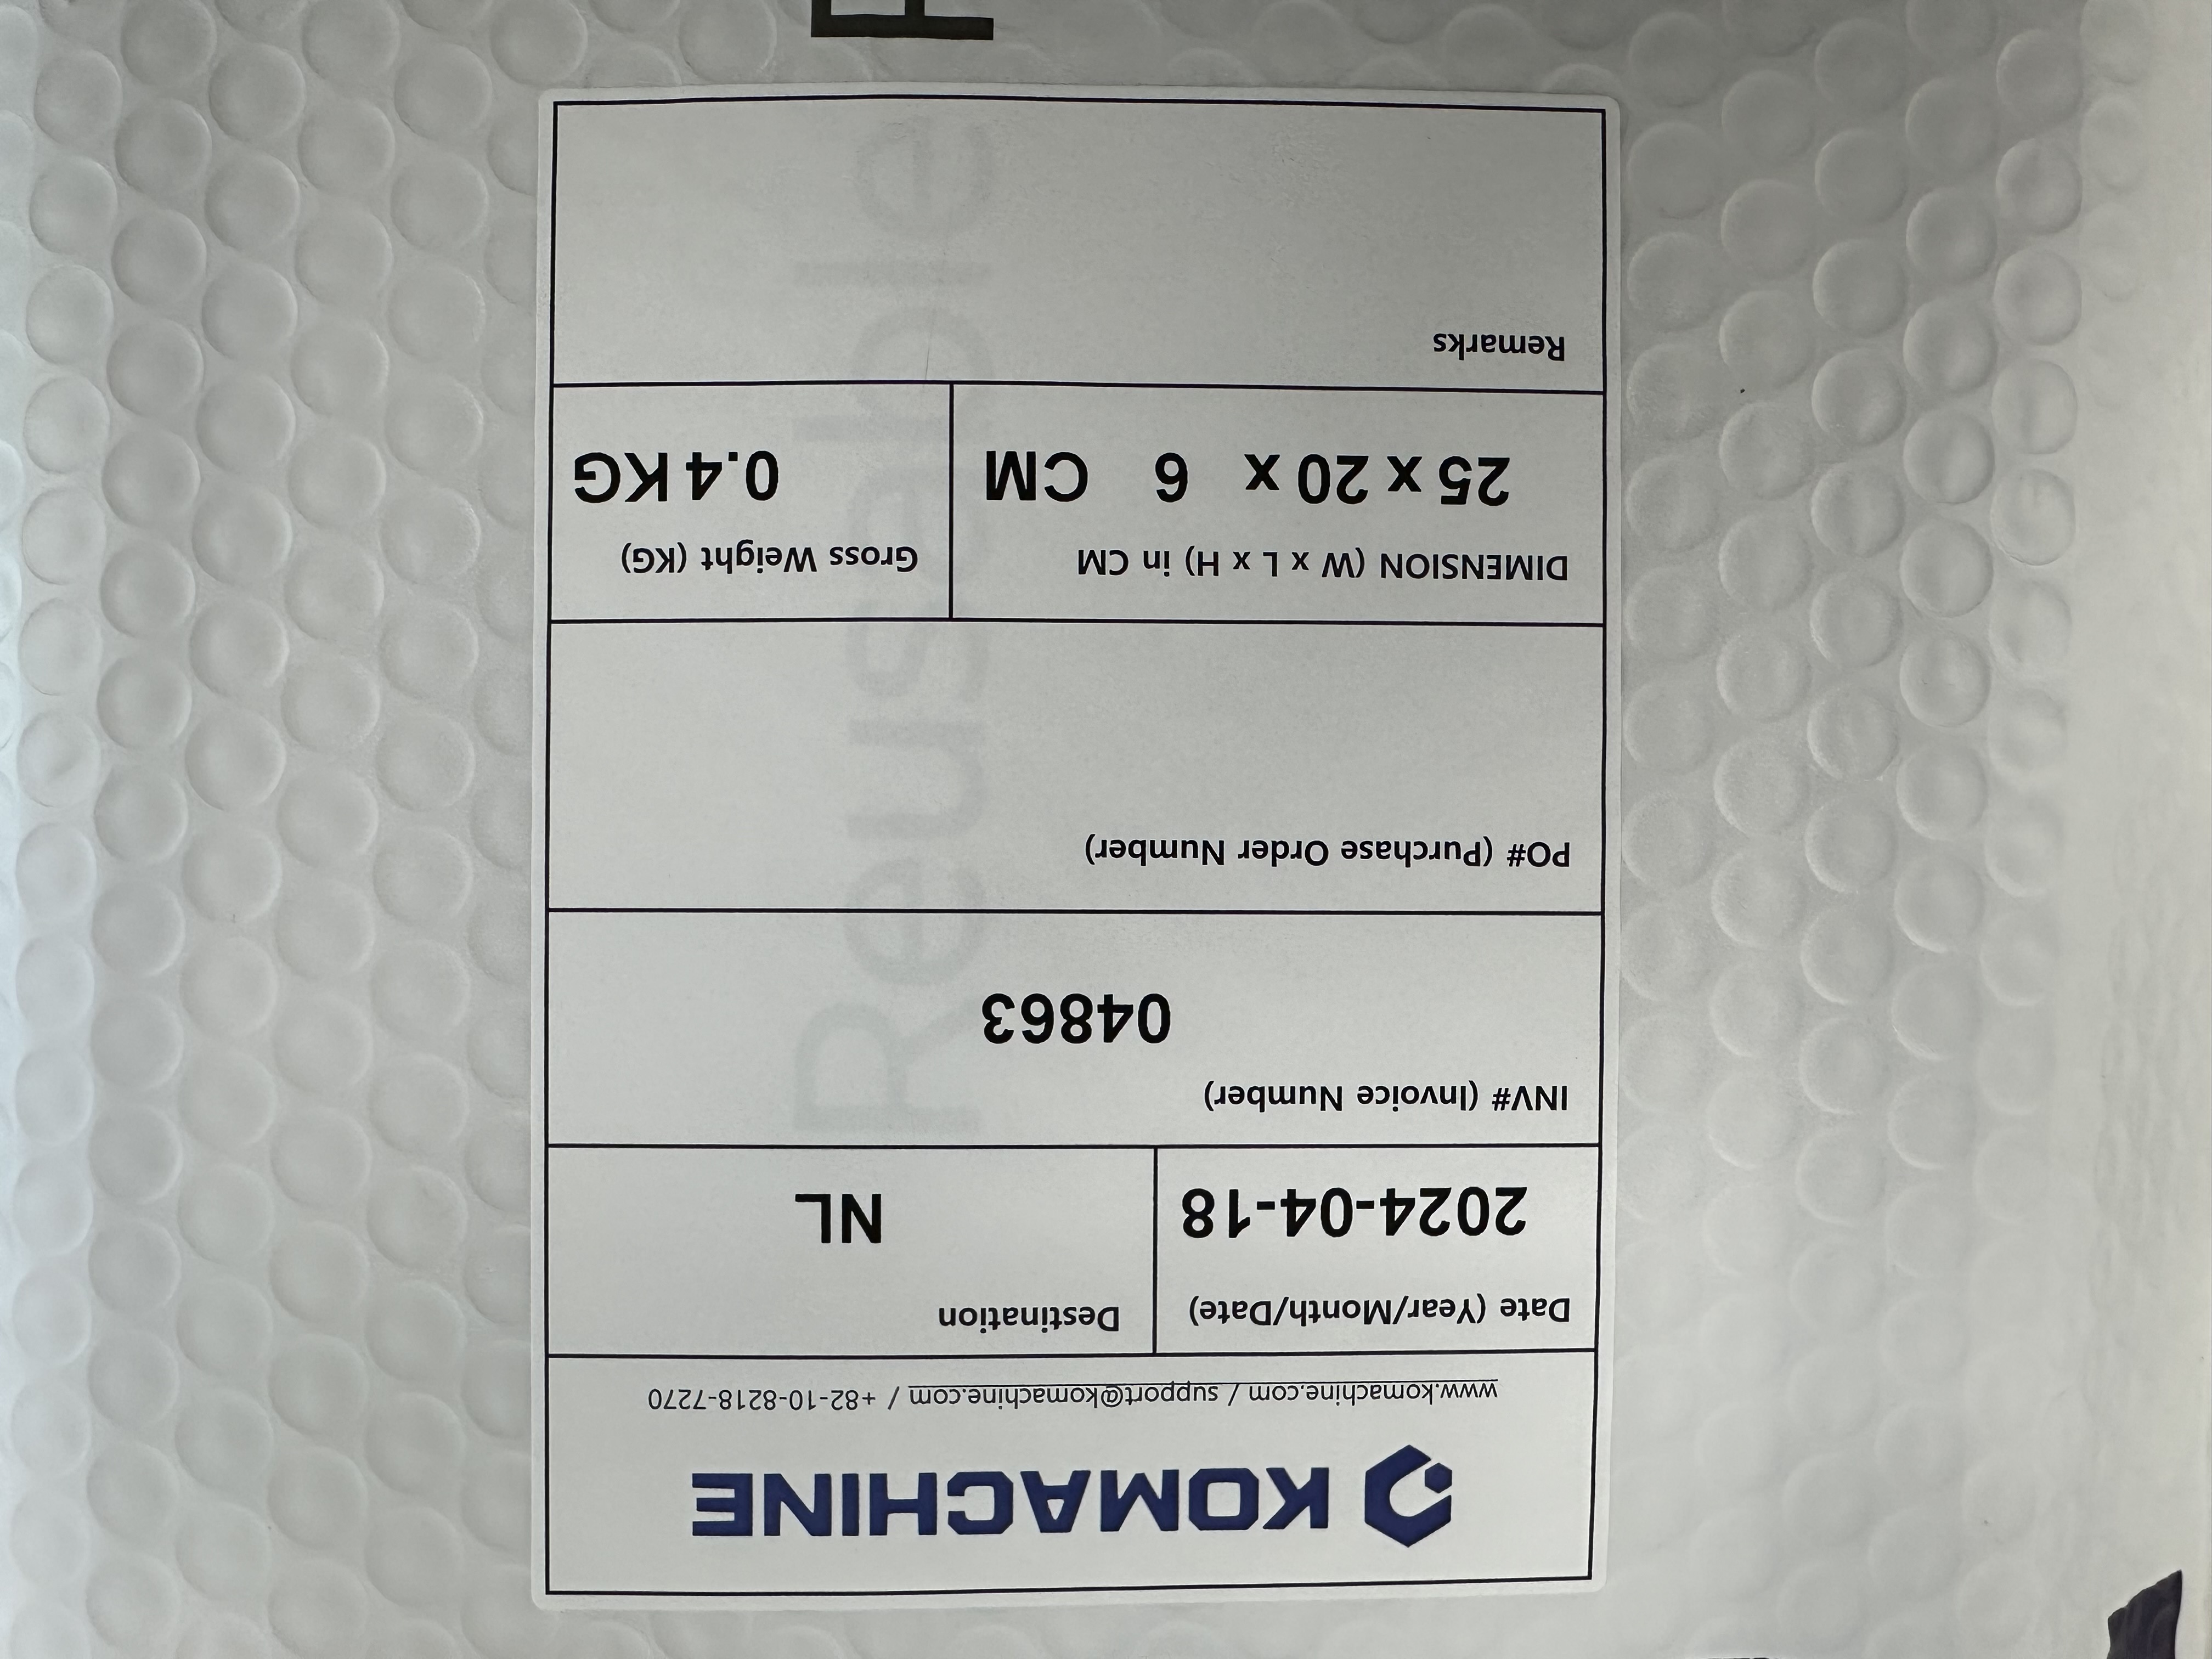 KOMACHINE
www.komachine.com / support@komachine.com / +82-10-8218-7270
Date (Year/Month/Date)
2024-04-18
Destination
NL
INV# (Invoice Number)
04863
PO# (Purchase Order Number)
DIMENSION (W x L x H) in CM
25 x 20 x 6 CM
Gross Weight (KG)
0.4 KG
Remarks
Reusable